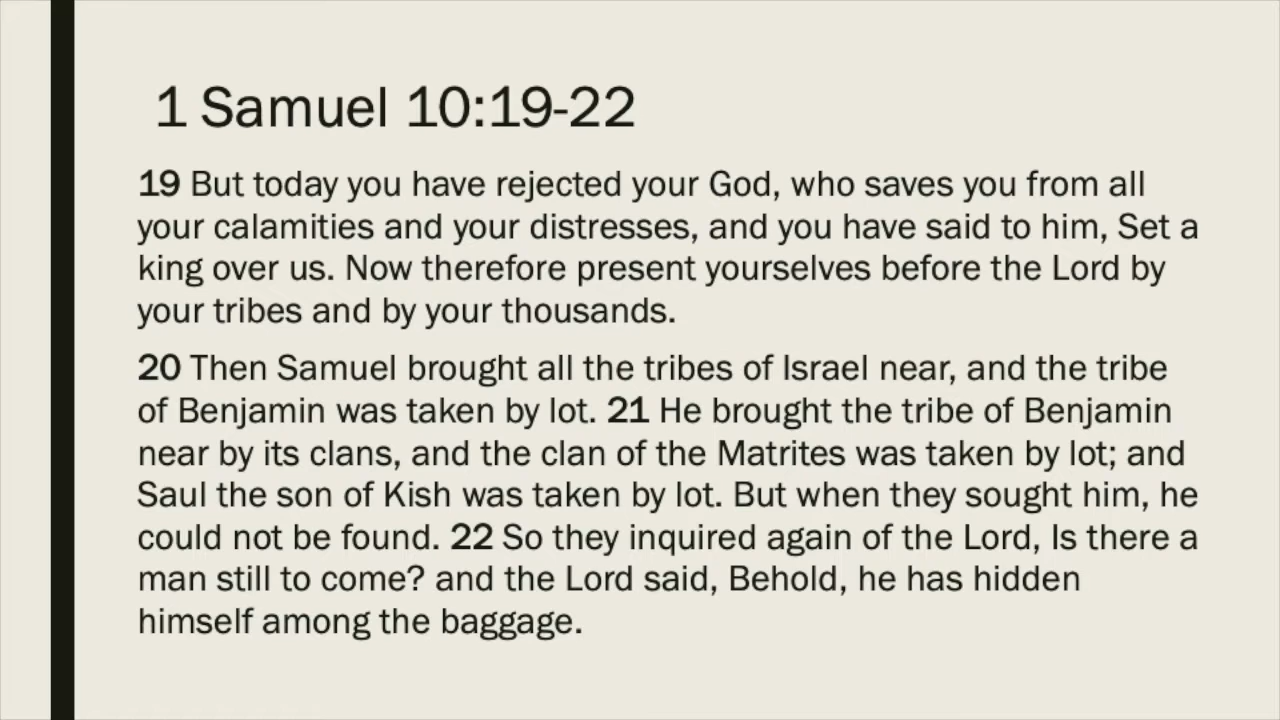 1 Samuel 10:19-22
19 But today you have rejected your God, who saves you from all
your calamities and your distresses, and you have said to him, Set a
king over us. Now therefore present yourselves before the Lord by
your tribes and by your thousands.
20 Then Samuel brought all the tribes of Israel near, and the tribe
of Benjamin was taken by lot. 21 He brought the tribe of Benjamin
near by its clans, and the clan of the Matrites was taken by lot; and
Saul the son of Kish was taken by lot. But when they sought him, he
could not be found. 22 So they inquired again of the Lord, Is there a
man still to come? and the Lord said, Behold, he has hidden
himself among the baggage.